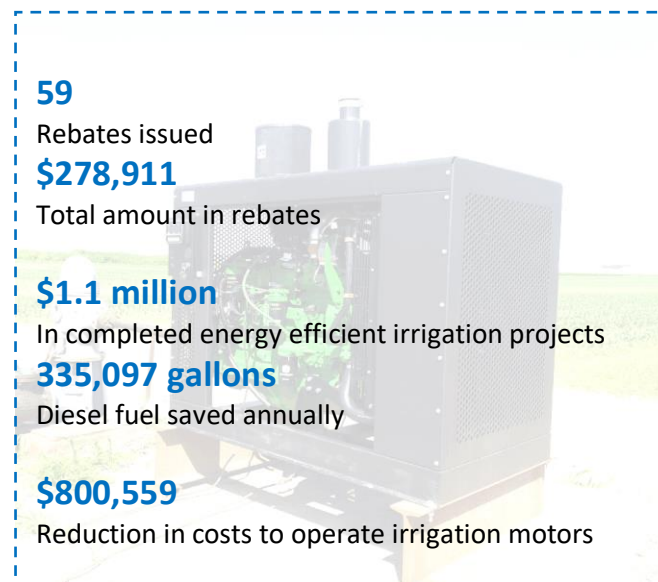 59
Rebates issued
$278,911
Total amount in rebates
$1.1 million
In completed energy efficient irrigation projects
335,097 gallons
Diesel fuel saved annually
$800,559
Reduction in costs to operate irrigation motors